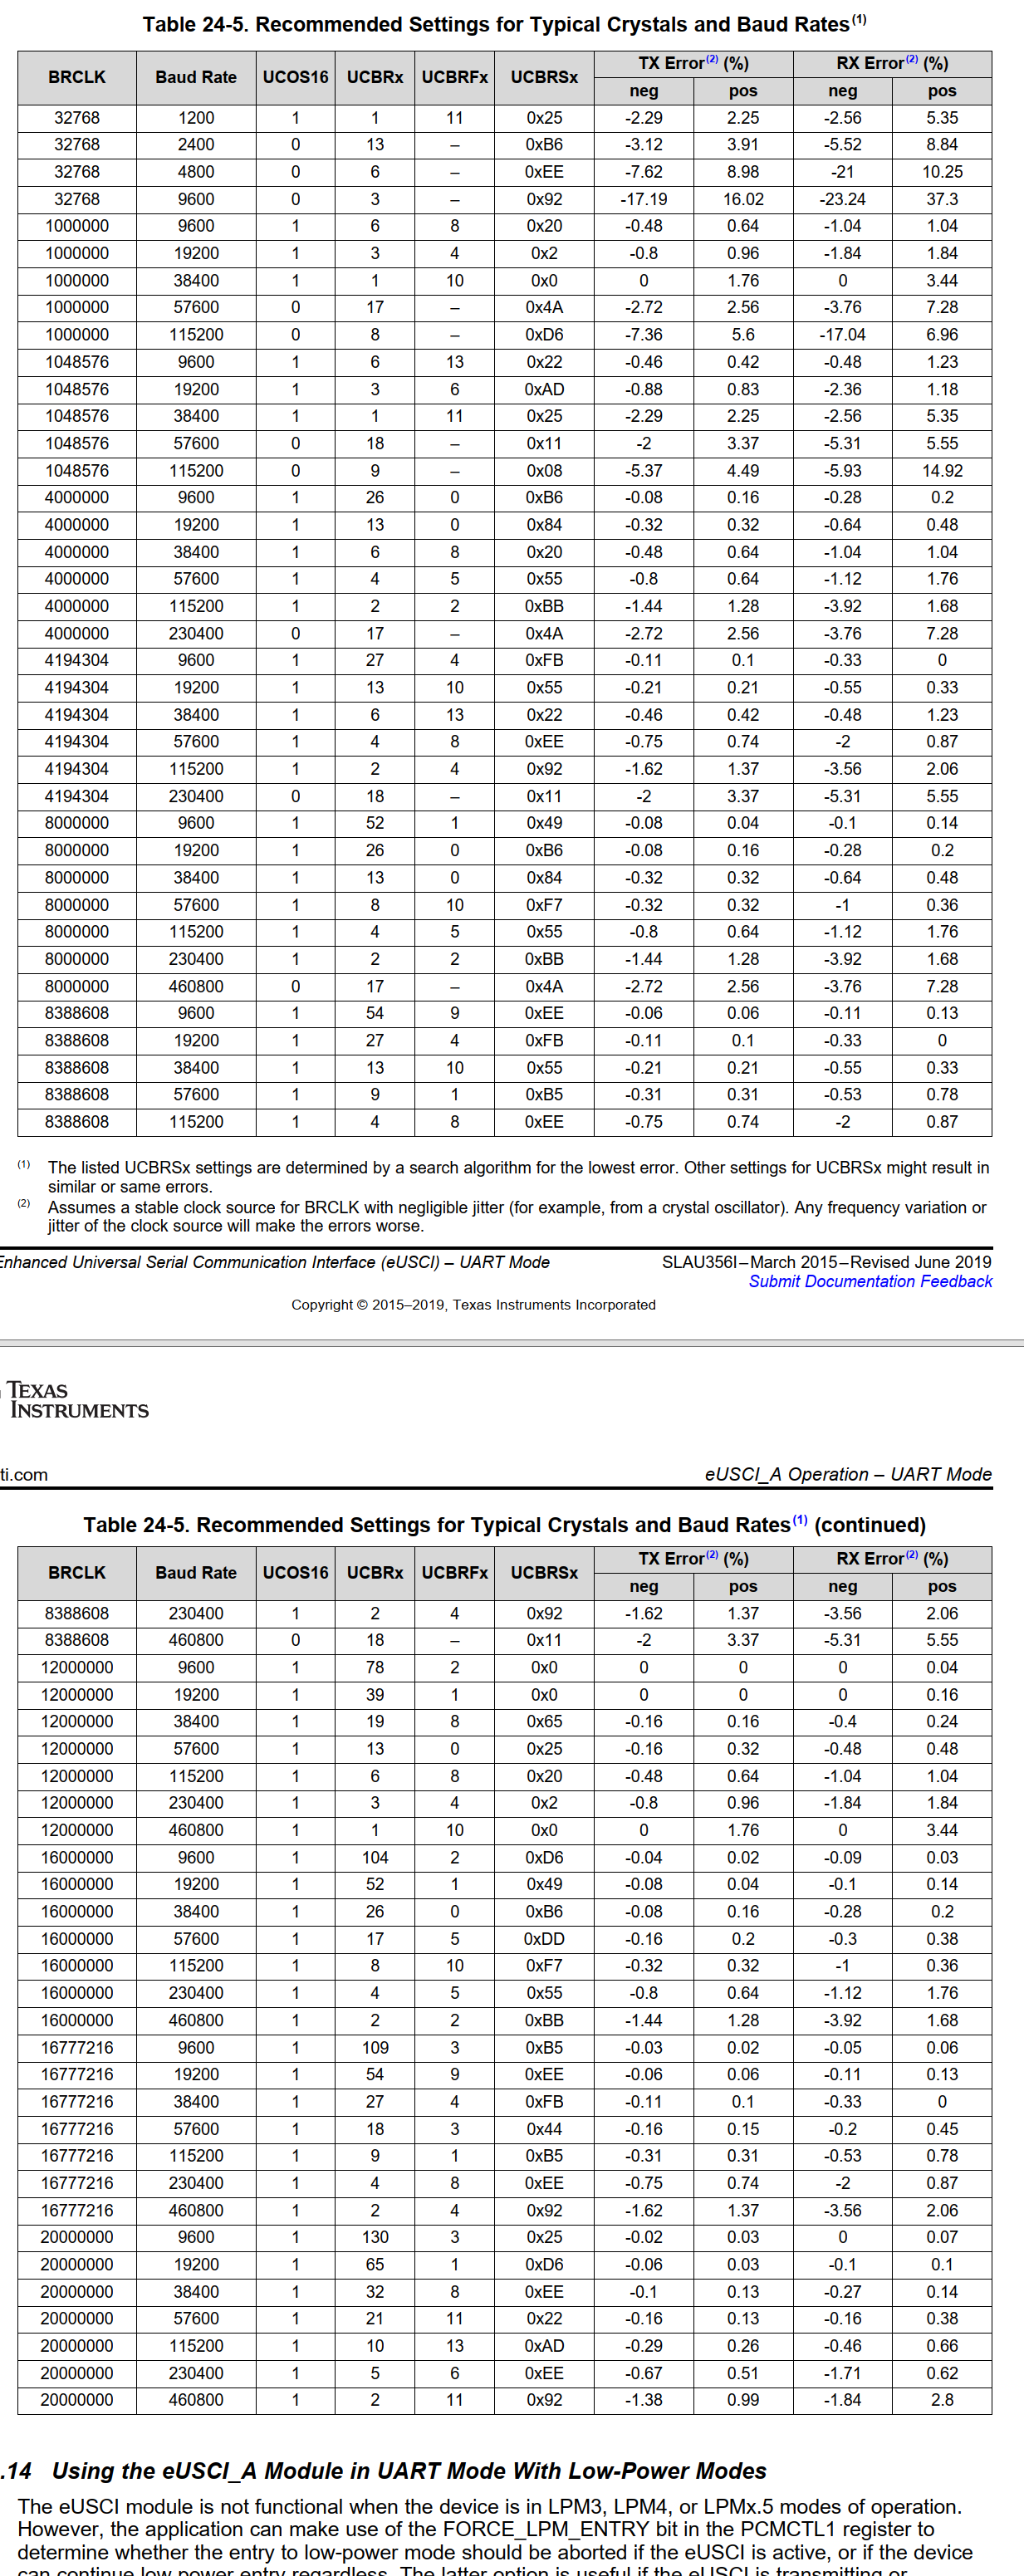 Table 24-5. Recommended Settings for Typical Crystals and Baud Rates(1)
BRCLK Baud Rate UCOS16 UCBRx UCBRFx UCBRSx TX Error(2) (%) RX Error(2) (%)
neg pos neg pos
32768 1200 1 1 11 0x25 -2.29 2.25 -2.56 5.35
32768 2400 0 13 – 0xB6 -3.12 3.91 -5.52 8.84
32768 4800 0 6 – 0xEE -7.62 8.98 -21 10.25
32768 9600 0 3 – 0x92 -17.19 16.02 -23.24 37.3
1000000 9600 1 6 8 0x20 -0.48 0.64 -1.04 1.04
1000000 19200 1 3 4 0x2 -0.8 0.96 -1.84 1.84
1000000 38400 1 1 10 0x0 0 1.76 0 3.44
1000000 57600 0 17 – 0x4A -2.72 2.56 -3.76 7.28
1000000 115200 0 8 – 0xD6 -7.36 5.6 -17.04 6.96
1048576 9600 1 6 13 0x22 -0.46 0.42 -0.48 1.23
1048576 19200 1 3 6 0xAD -0.88 0.83 -2.36 1.18
1048576 38400 1 1 11 0x25 -2.29 2.25 -2.56 5.35
1048576 57600 0 18 – 0x11 -2 3.37 -5.31 5.55
1048576 115200 0 9 – 0x08 -5.37 4.49 -5.93 14.92
4000000 9600 1 26 0 0xB6 -0.08 0.16 -0.28 0.2
4000000 19200 1 13 0 0x84 -0.32 0.32 -0.64 0.48
4000000 38400 1 6 8 0x20 -0.48 0.64 -1.04 1.04
4000000 57600 1 4 5 0x55 -0.8 0.64 -1.12 1.76
4000000 115200 1 2 2 0xBB -1.44 1.28 -3.92 1.68
4000000 230400 0 17 – 0x4A -2.72 2.56 -3.76 7.28
4194304 9600 1 27 4 0xFB -0.11 0.1 -0.33 0
4194304 19200 1 13 10 0x55 -0.21 0.21 -0.55 0.33
4194304 38400 1 6 13 0x22 -0.46 0.42 -0.48 1.23
4194304 57600 1 4 8 0xEE -0.75 0.74 -2 0.87
4194304 115200 1 2 4 0x92 -1.62 1.37 -3.56 2.06
4194304 230400 0 18 – 0x11 -2 3.37 -5.31 5.55
8000000 9600 1 52 1 0x49 -0.08 0.04 -0.1 0.14
8000000 19200 1 26 0 0xB6 -0.08 0.16 -0.28 0.2
8000000 38400 1 13 0 0x84 -0.32 0.32 -0.64 0.48
8000000 57600 1 8 10 0xF7 -0.32 0.32 -1 0.36
8000000 115200 1 4 5 0x55 -0.8 0.64 -1.12 1.76
8000000 230400 1 2 2 0xBB -1.44 1.28 -3.92 1.68
8000000 460800 0 17 – 0x4A -2.72 2.56 -3.76 7.28
8388608 9600 1 54 9 0xEE -0.06 0.06 -0.11 0.13
8388608 19200 1 27 4 0xFB -0.11 0.1 -0.33 0
8388608 38400 1 13 10 0x55 -0.21 0.21 -0.55 0.33
8388608 57600 1 9 1 0xB5 -0.31 0.31 -0.53 0.78
8388608 115200 1 4 8 0xEE -0.75 0.74 -2 0.87
(1) The listed UCBRSx settings are determined by a search algorithm for the lowest error. Other settings for UCBRSx might result in
similar or same errors.
(2) Assumes a stable clock source for BRCLK with negligible jitter (for example, from a crystal oscillator). Any frequency variation or
jitter of the clock source will make the errors worse.
Enhanced Universal Serial Communication Interface (eUSCI) – UART Mode SLAU356I–March 2015–Revised June 2019
Submit Documentation Feedback
Copyright © 2015–2019, Texas Instruments Incorporated
TEXAS
INSTRUMENTS
ti.com eUSCI_A Operation – UART Mode
Table 24-5. Recommended Settings for Typical Crystals and Baud Rates(1) (continued)
BRCLK Baud Rate UCOS16 UCBRx UCBRFx UCBRSx TX Error(2) (%) RX Error(2) (%)
neg pos neg pos
8388608 230400 1 2 4 0x92 -1.62 1.37 -3.56 2.06
8388608 460800 0 18 – 0x11 -2 3.37 -5.31 5.55
12000000 9600 1 78 2 0x0 0 0 0 0.04
12000000 19200 1 39 1 0x0 0 0 0 0.16
12000000 38400 1 19 8 0x65 -0.16 0.16 -0.4 0.24
12000000 57600 1 13 0 0x25 -0.16 0.32 -0.48 0.48
12000000 115200 1 6 8 0x20 -0.48 0.64 -1.04 1.04
12000000 230400 1 3 4 0x2 -0.8 0.96 -1.84 1.84
12000000 460800 1 1 10 0x0 0 1.76 0 3.44
16000000 9600 1 104 2 0xD6 -0.04 0.02 -0.09 0.03
16000000 19200 1 52 1 0x49 -0.08 0.04 -0.1 0.14
16000000 38400 1 26 0 0xB6 -0.08 0.16 -0.28 0.2
16000000 57600 1 17 5 0xDD -0.16 0.2 -0.3 0.38
16000000 115200 1 8 10 0xF7 -0.32 0.32 -1 0.36
16000000 230400 1 4 5 0x55 -0.8 0.64 -1.12 1.76
16000000 460800 1 2 2 0xBB -1.44 1.28 -3.92 1.68
16777216 9600 1 109 3 0xB5 -0.03 0.02 -0.05 0.06
16777216 19200 1 54 9 0xEE -0.06 0.06 -0.11 0.13
16777216 38400 1 27 4 0xFB -0.11 0.1 -0.33 0
16777216 57600 1 18 3 0x44 -0.16 0.15 -0.2 0.45
16777216 115200 1 9 1 0xB5 -0.31 0.31 -0.53 0.78
16777216 230400 1 4 8 0xEE -0.75 0.74 -2 0.87
16777216 460800 1 2 4 0x92 -1.62 1.37 -3.56 2.06
20000000 9600 1 130 3 0x25 -0.02 0.03 0 0.07
20000000 19200 1 65 1 0xD6 -0.06 0.03 -0.1 0.1
20000000 38400 1 32 8 0xEE -0.1 0.13 -0.27 0.14
20000000 57600 1 21 11 0x22 -0.16 0.13 -0.16 0.38
20000000 115200 1 10 13 0xAD -0.29 0.26 -0.46 0.66
20000000 230400 1 5 6 0xEE -0.67 0.51 -1.71 0.62
20000000 460800 1 2 11 0x92 -1.38 0.99 -1.84 2.8
.14 Using the eUSCI_A Module in UART Mode With Low-Power Modes
The eUSCI module is not functional when the device is in LPM3, LPM4, or LPMx.5 modes of operation.
However, the application can make use of the FORCE_LPM_ENTRY bit in the PCMCTL1 register to
determine whether the entry to low-power mode should be aborted if the eUSCI is active, or if the device
can continue low power entry regardless. The latter option is useful if the eUSCI is transmitting or